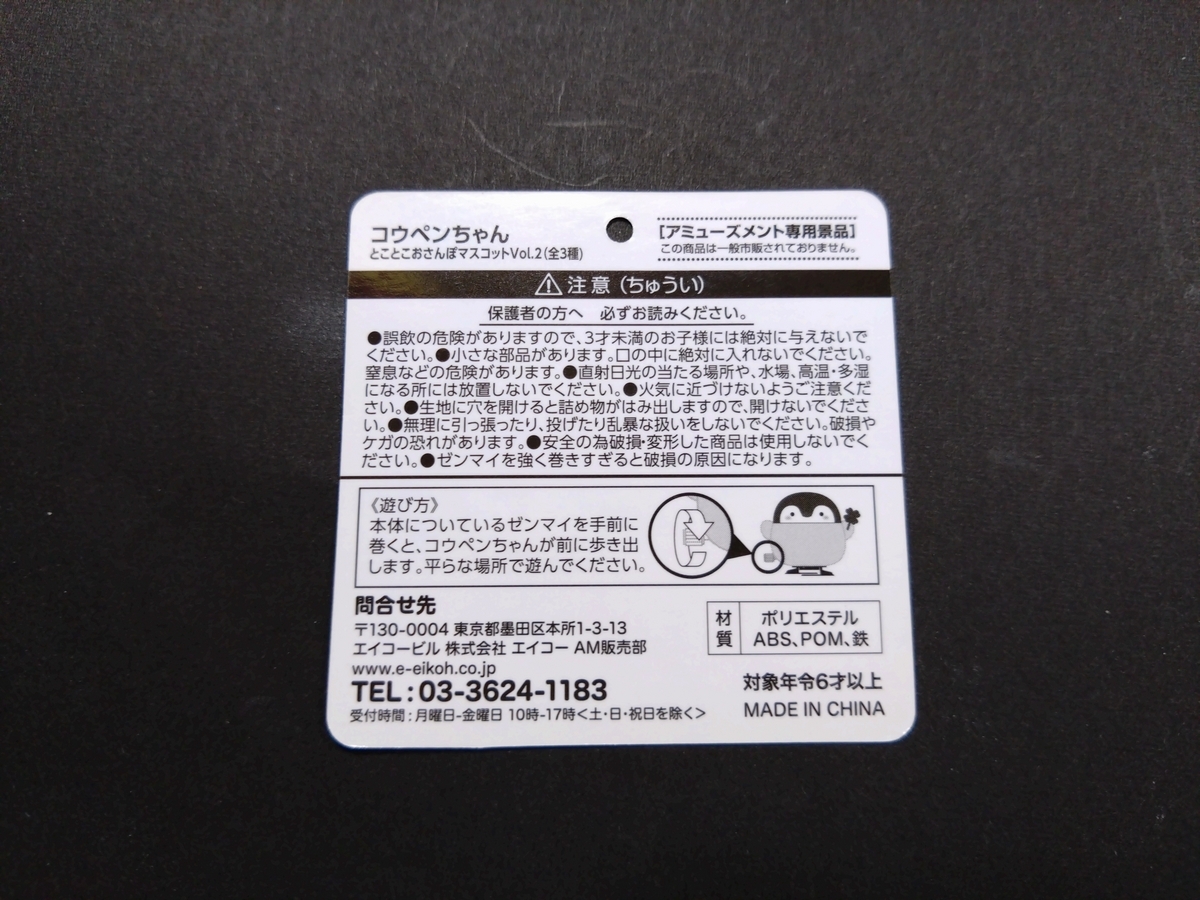 コウペンちゃん
とことこおさんぽマスコットVol.2(全3種)
[アミューズメント専用景品]
この商品は一般市販されておりません。
注意(ちゅうい)
保護者の方へ 必ずお読みください。
●誤飲の危険がありますので、3才未満のお子様には絶対に与えないで
ください。●小さな部品があります。口の中に絶対に入れないでください。
窒息などの危険があります。●直射日光の当たる場所や、水場、高温・多湿
になる所には放置しないでください。●火気に近づけないようご注意くだ
さい。●生地に穴を開けると詰め物がはみ出しますので、開けないでくださ
い。●無理に引っ張ったり、投げたり乱暴な扱いをしないでください。破損や
ケガの恐れがあります。●安全の為破損・変形した商品は使用しないでく
ださい。●ゼンマイを強く巻きすぎると破損の原因になります。
《遊び方》
本体についているゼンマイを手前に
巻くと、コウペンちゃんが前に歩き出
します。平らな場所で遊んでください。
問合せ先
〒130-0004 東京都墨田区本所1-3-13
エイコービル 株式会社 エイコー AM販売部
www.e-eikoh.co.jp
TEL:03-3624-1183
受付時間:月曜日-金曜日 10時-17時<土・日・祝日を除く>
材質
ポリエステル
ABS、POM、鉄
対象年令6才以上
MADE IN CHINA